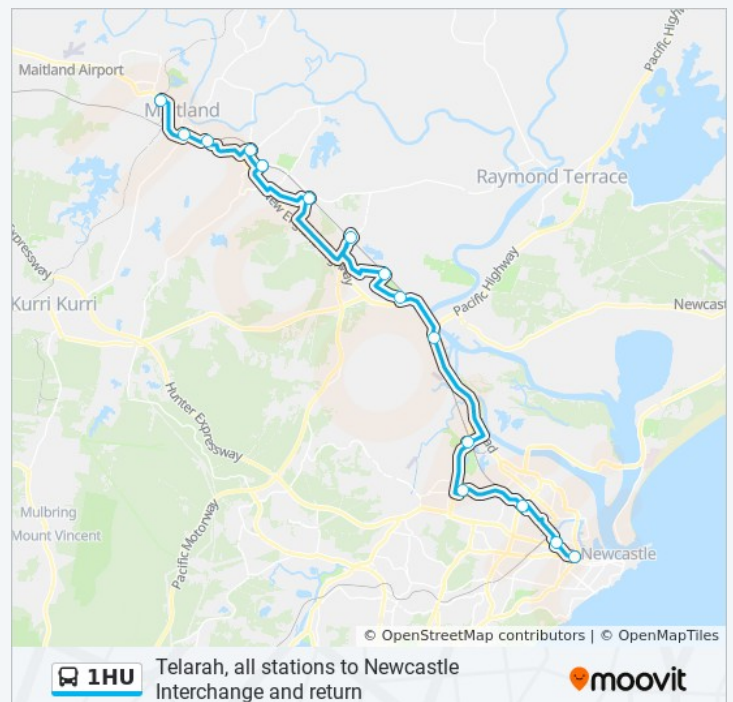 Pacific Highway
Maitland Airport
Maitland
Raymond Terrace
Pacific Highway
Kurri Kurri
Hunter Expressway
Mulbring
Mount Vincent
Pacific Motorway
Newcastle
© OpenStreetMap contributors | © OpenMapTiles
1HU
Telarah, all stations to Newcastle
Interchange and return
moovit